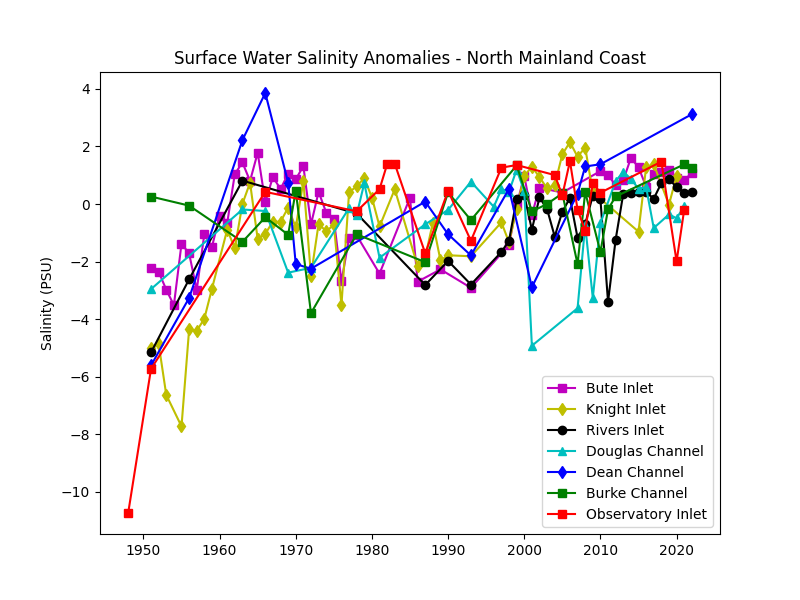 Surface Water Salinity Anomalies - North Mainland Coast
4
2
0
−2
−4
−6
−8
−10
Salinity (PSU)
1950 1960 1970 1980 1990 2000 2010 2020
Bute Inlet
Knight Inlet
Rivers Inlet
Douglas Channel
Dean Channel
Burke Channel
Observatory Inlet